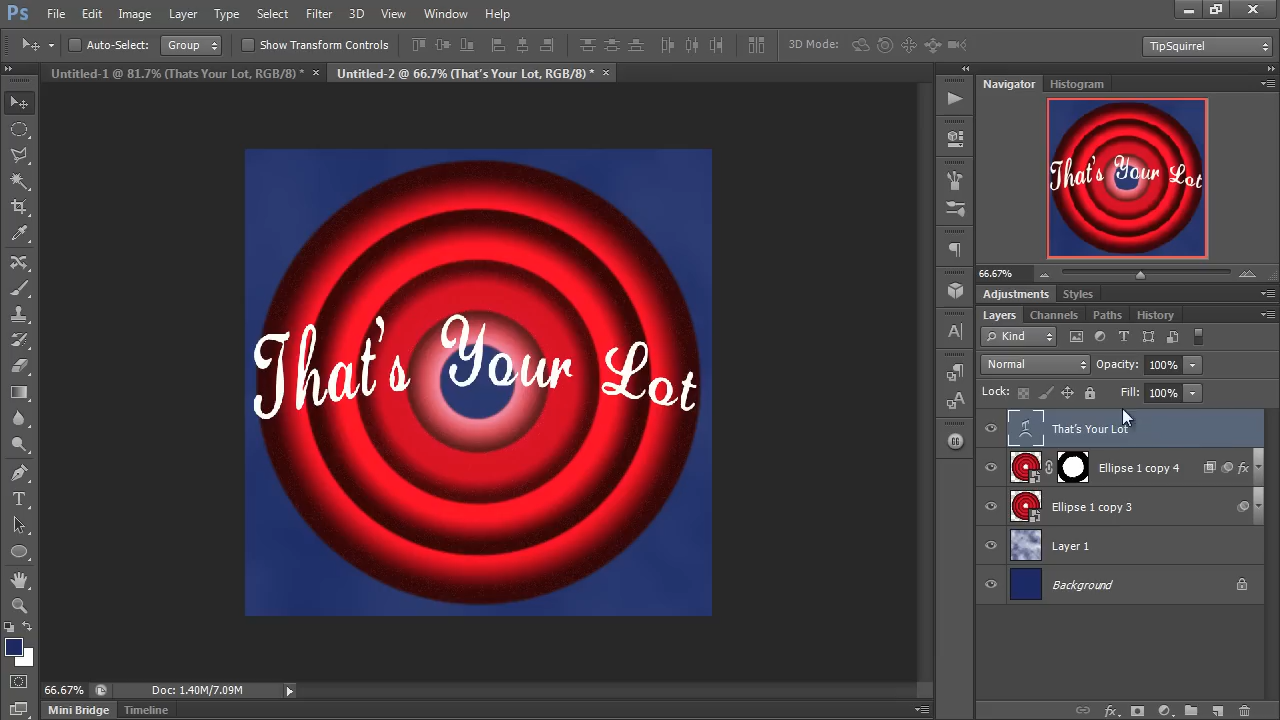 Ps File Edit Image Layer Type Select Filter 3D View Window Help
Auto-Select: Group Show Transform Controls 3D Mode: TipSquirrel
Untitled-1 @ 81.7% (Thats Your Lot, RGB/8) * × Untitled-2 @ 66.7% (That's Your Lot, RGB/8) * ×
Navigator Histogram
That's Your Lot
66.67%
Adjustments Styles
Layers Channels Paths History
Kind
Normal Opacity: 100%
Lock: Fill: 100%
That's Your Lot
That's Your Lot
Ellipse 1 copy 4 fx
Ellipse 1 copy 3
Layer 1
Background
66.67% Doc: 1.40M/7.09M
Mini Bridge Timeline
fx